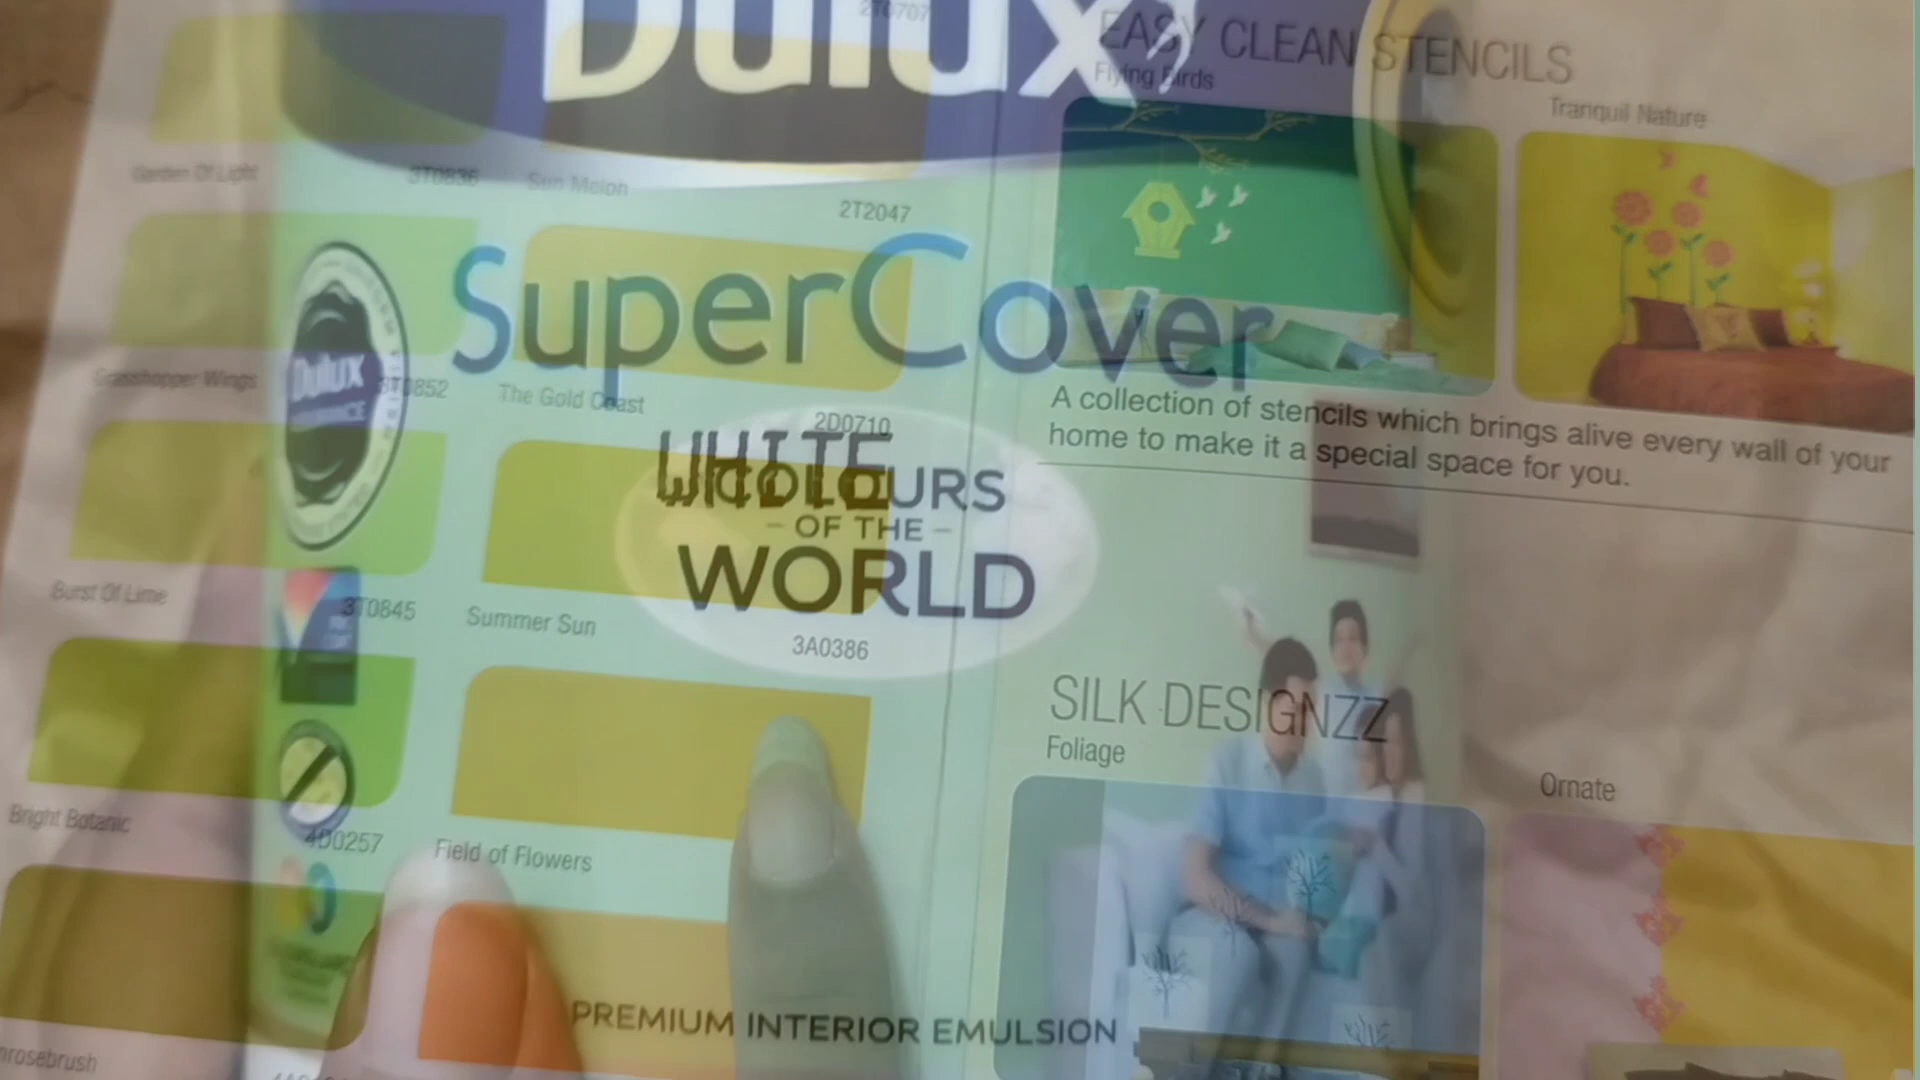 Dulux
2T0707
EASY CLEAN STENCILS
Flying Birds
Tranquil Nature
Garden Of Light
3T0836
Sun Melon
2T2047
SuperCover
Dulux
Grasshopper Wings
3T0852
The Gold Coast
2D0710
A collection of stencils which brings alive every wall of your
home to make it a special space for you.
WHITE
COLOURS
OF THE
WORLD
Burst Of Lime
3T0845
Summer Sun
3A0386
SILK DESIGNZZ
Foliage
Ornate
Bright Botanic
4D0257
Field of Flowers
PREMIUM INTERIOR EMULSION